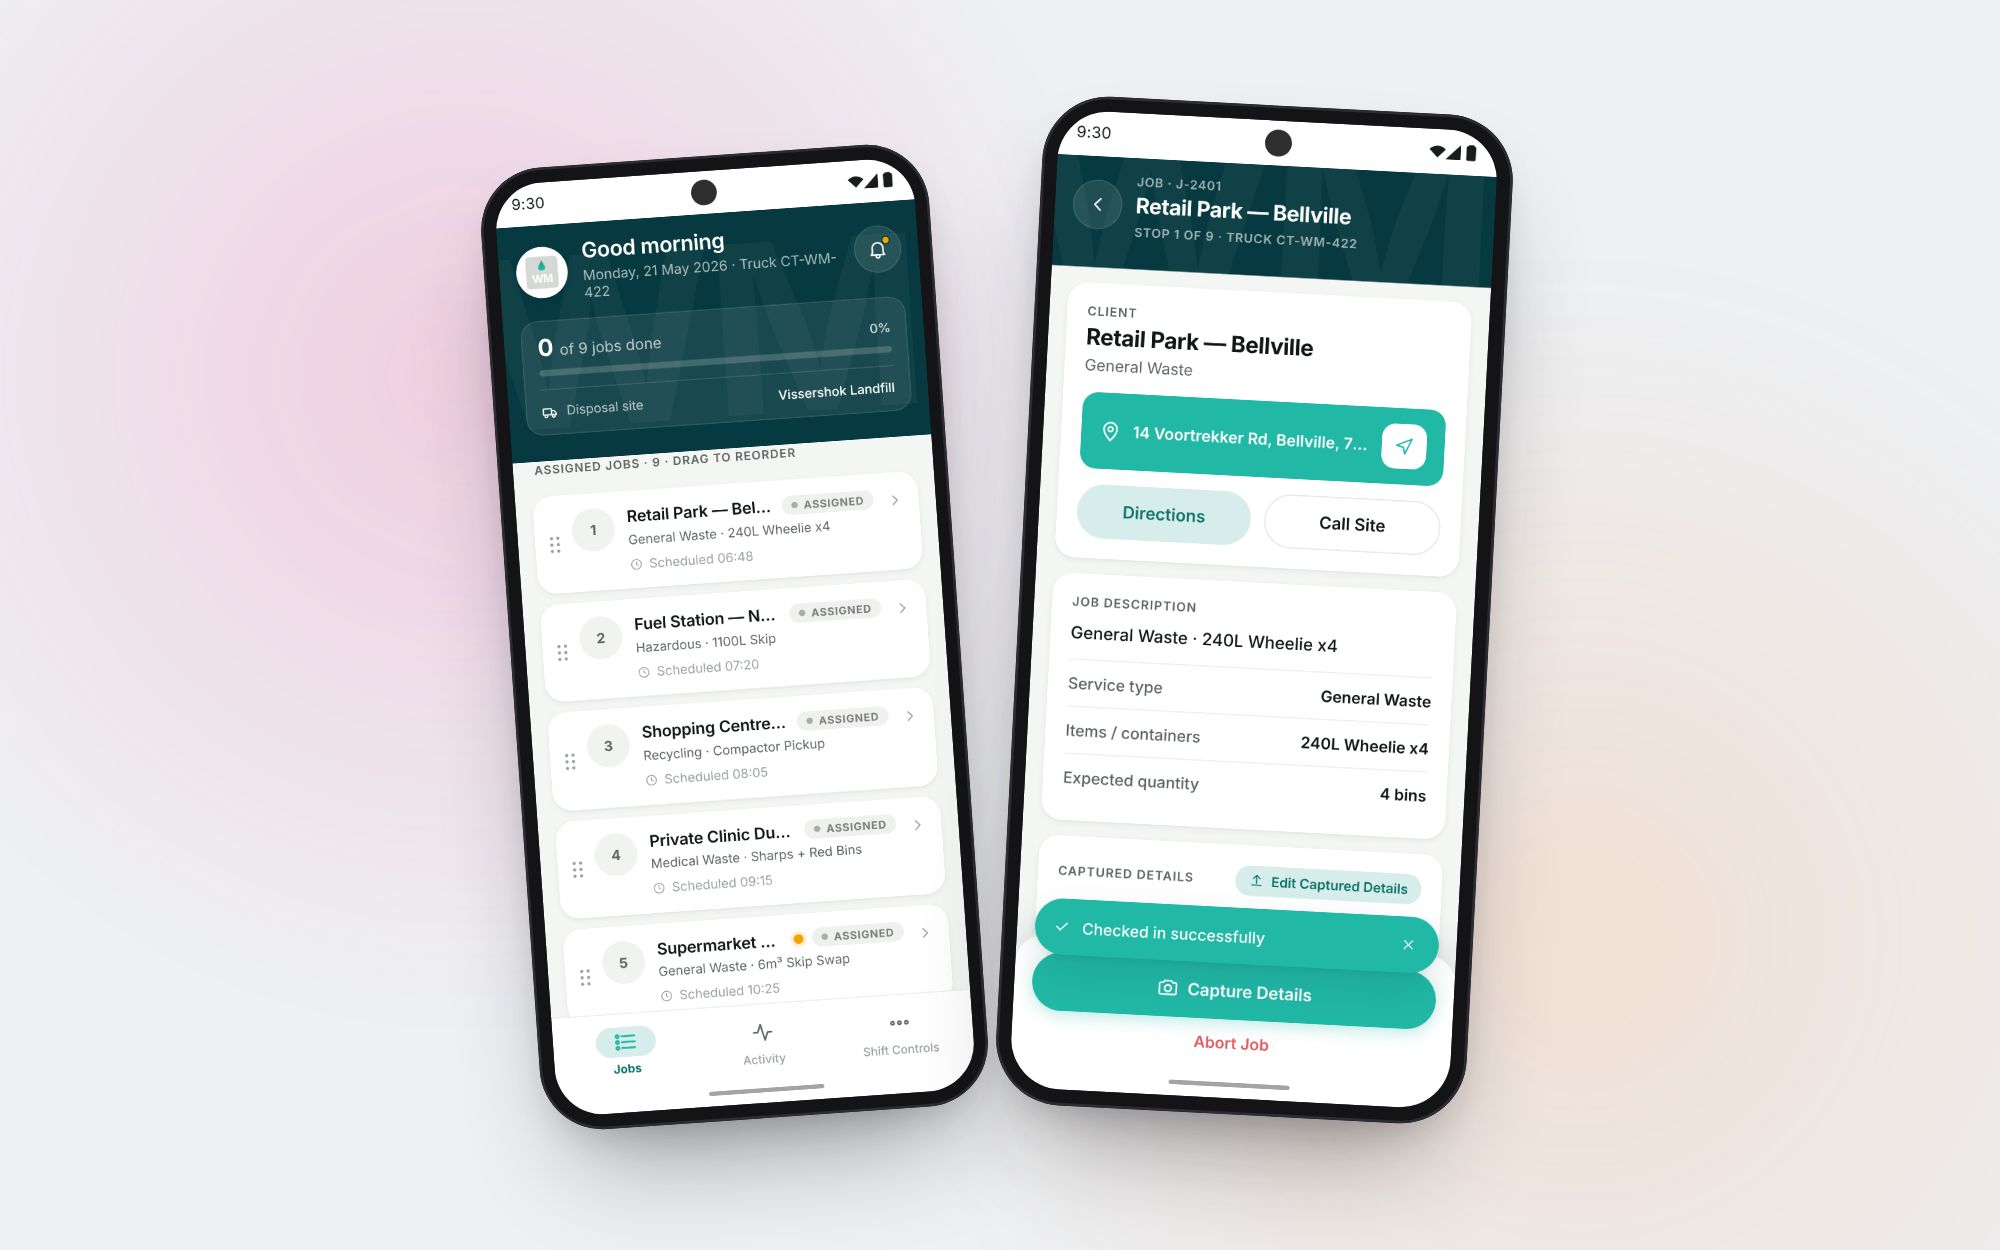 9:30
WM
Good morning
Monday, 21 May 2026 · Truck CT-WM-
422
0 of 9 jobs done
0%
Disposal site
Vissershok Landfill
ASSIGNED JOBS · 9 · DRAG TO REORDER
1
Retail Park — Bel...
ASSIGNED
General Waste · 240L Wheelie x4
Scheduled 06:48
2
Fuel Station — N...
ASSIGNED
Hazardous · 1100L Skip
Scheduled 07:20
3
Shopping Centre...
ASSIGNED
Recycling · Compactor Pickup
Scheduled 08:05
4
Private Clinic Du...
ASSIGNED
Medical Waste · Sharps + Red Bins
Scheduled 09:15
5
Supermarket ...
ASSIGNED
General Waste · 6m³ Skip Swap
Scheduled 10:25
Jobs
Activity
Shift Controls
9:30
JOB · J-2401
Retail Park — Bellville
STOP 1 OF 9 · TRUCK CT-WM-422
CLIENT
Retail Park — Bellville
General Waste
14 Voortrekker Rd, Bellville, 7...
Directions
Call Site
JOB DESCRIPTION
General Waste · 240L Wheelie x4
Service type
General Waste
Items / containers
240L Wheelie x4
Expected quantity
4 bins
CAPTURED DETAILS
Edit Captured Details
Checked in successfully
Capture Details
Abort Job